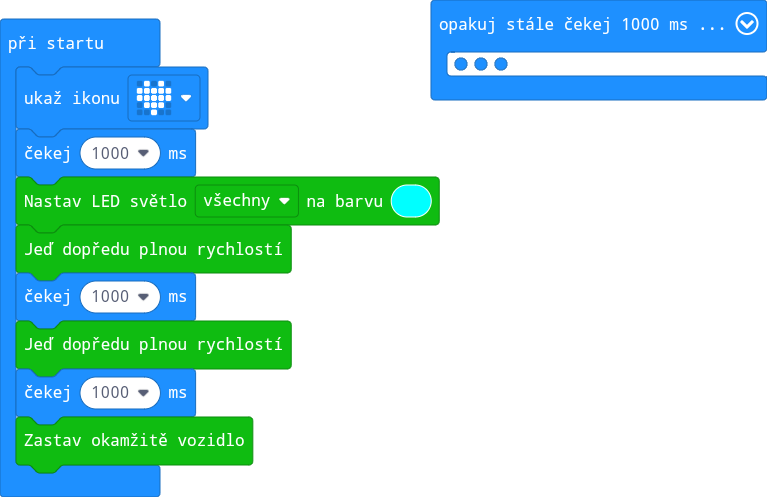 při startu
ukaž ikonu
čekej 1000 ms
Nastav LED světlo všechny na barvu
Jeď dopředu plnou rychlostí
čekej 1000 ms
Jeď dopředu plnou rychlostí
čekej 1000 ms
Zastav okamžitě vozidlo
opakuj stále čekej 1000 ms ...